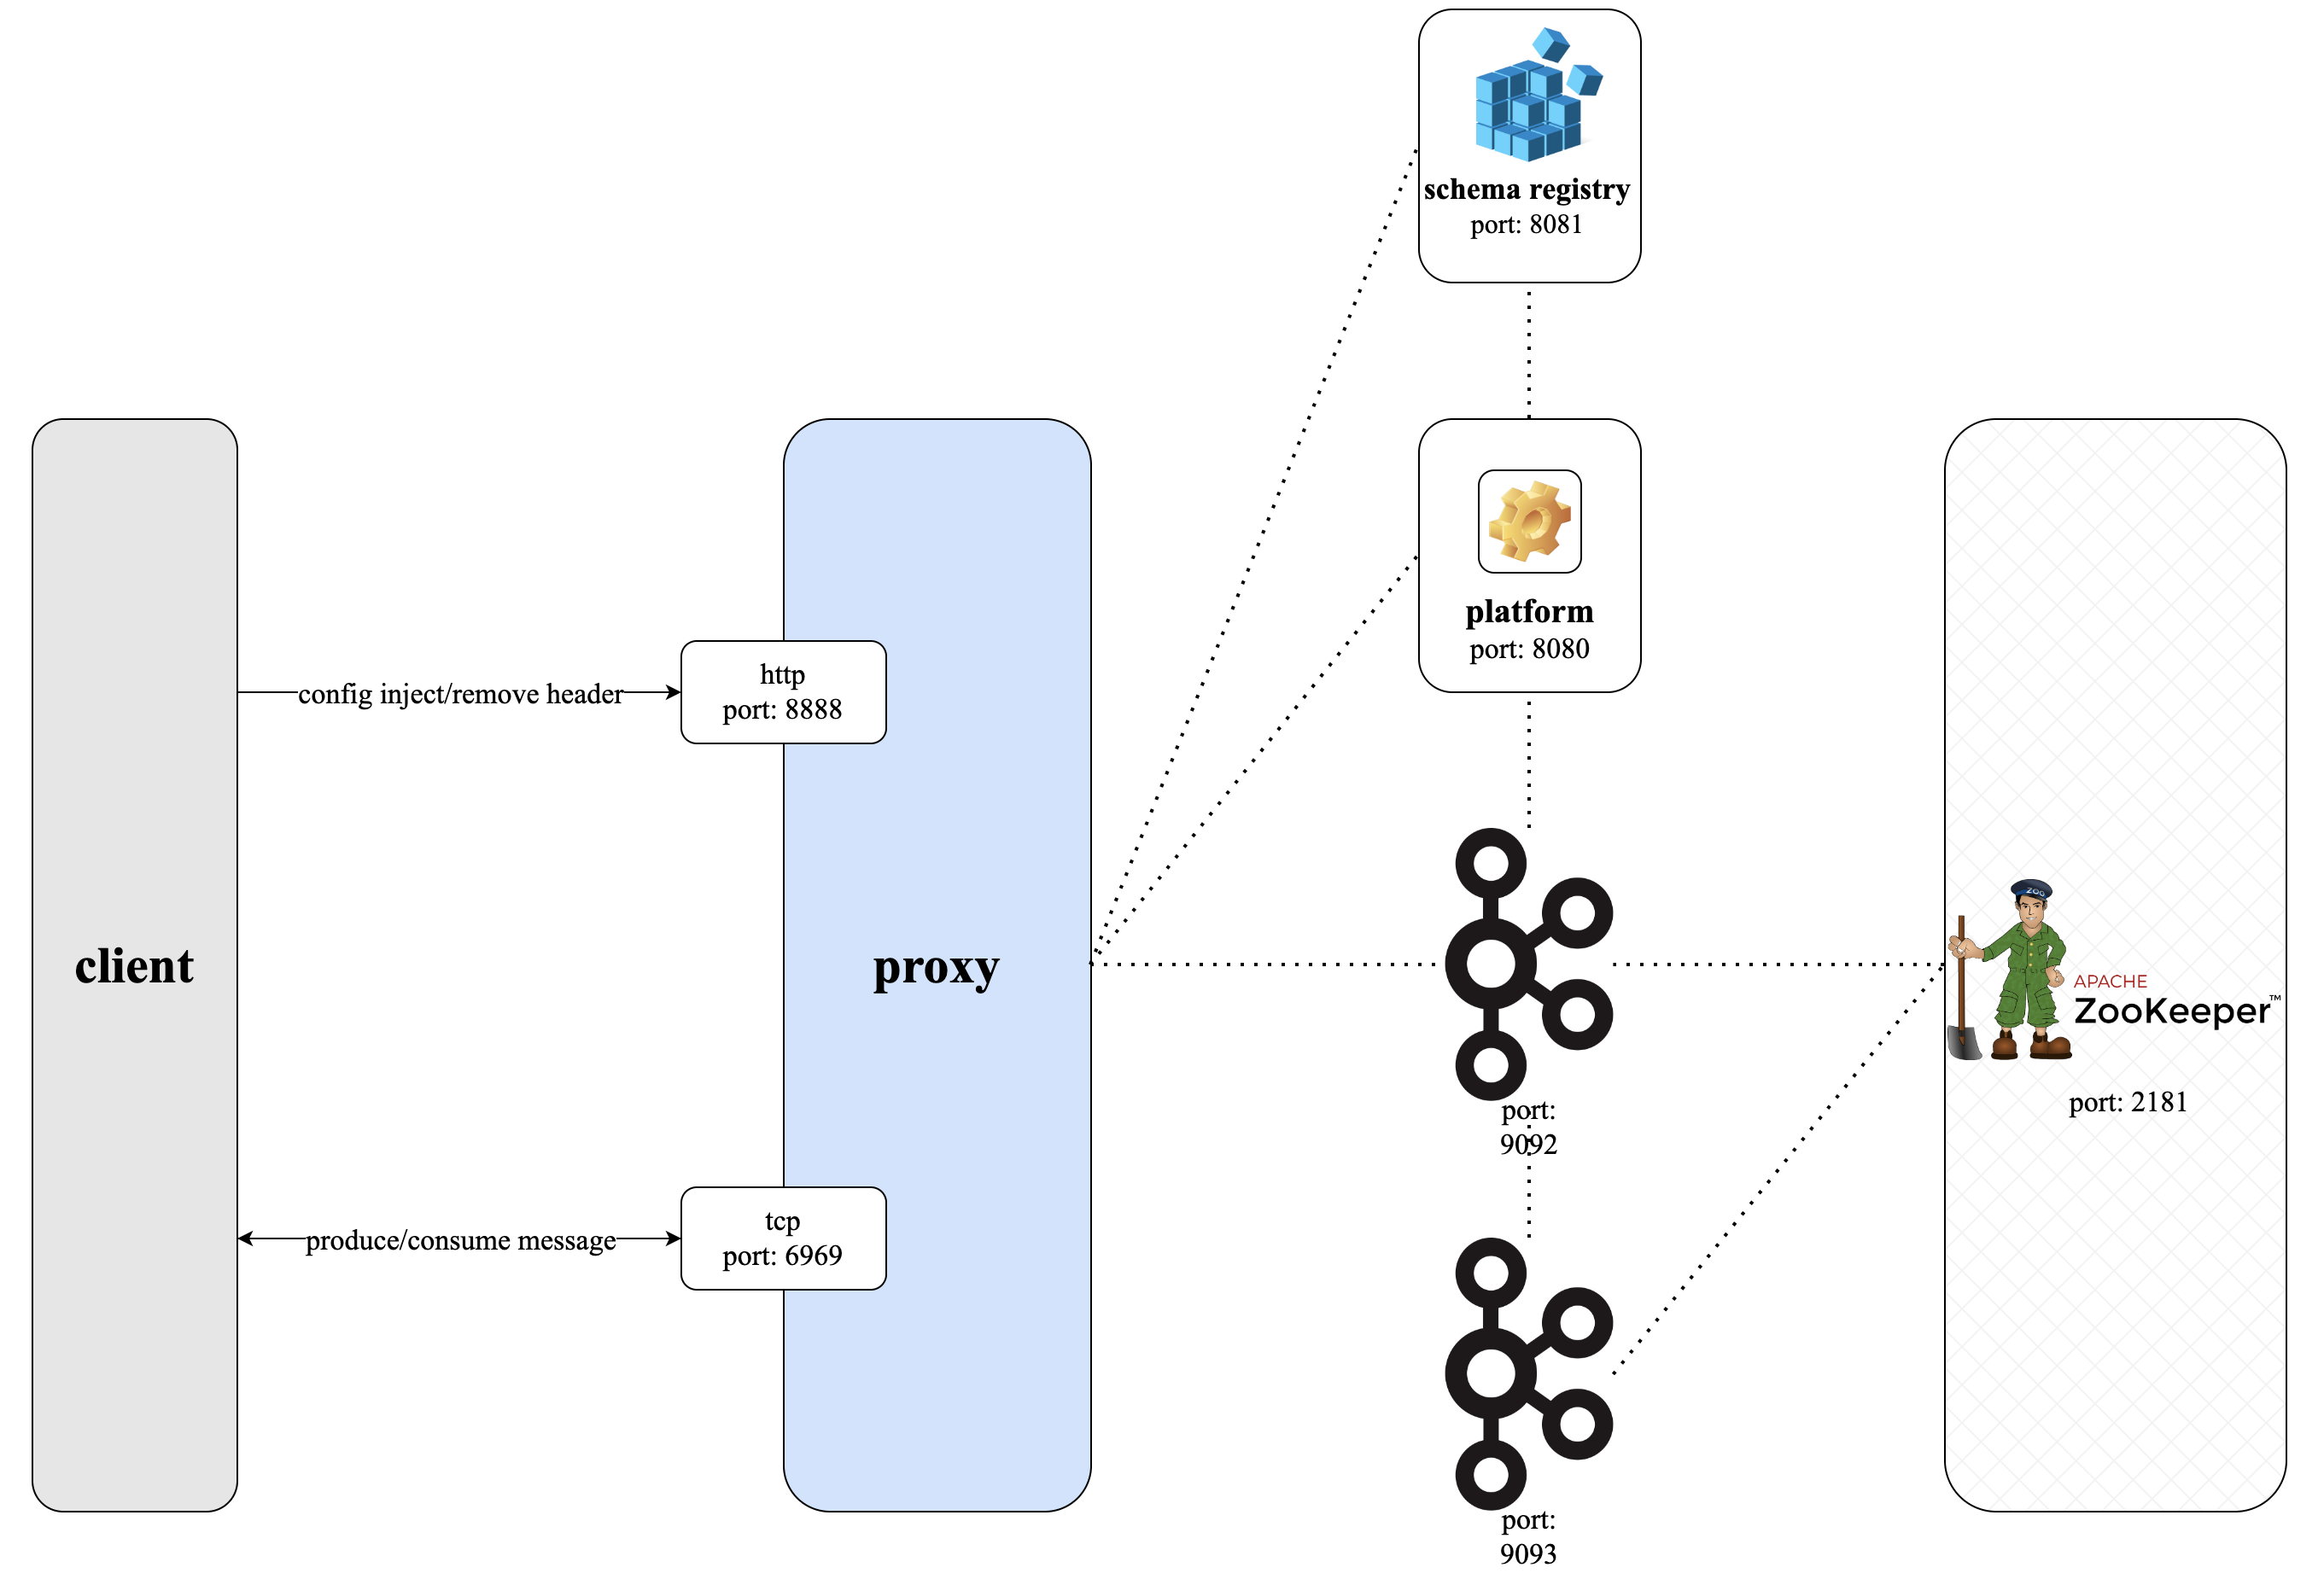 schema registry
port: 8081
platform
port: 8080
config inject/remove header
http
port: 8888
client
proxy
ZOO
APACHE
ZooKeeper™
port: 2181
port:
9092
produce/consume message
tcp
port: 6969
port:
9093